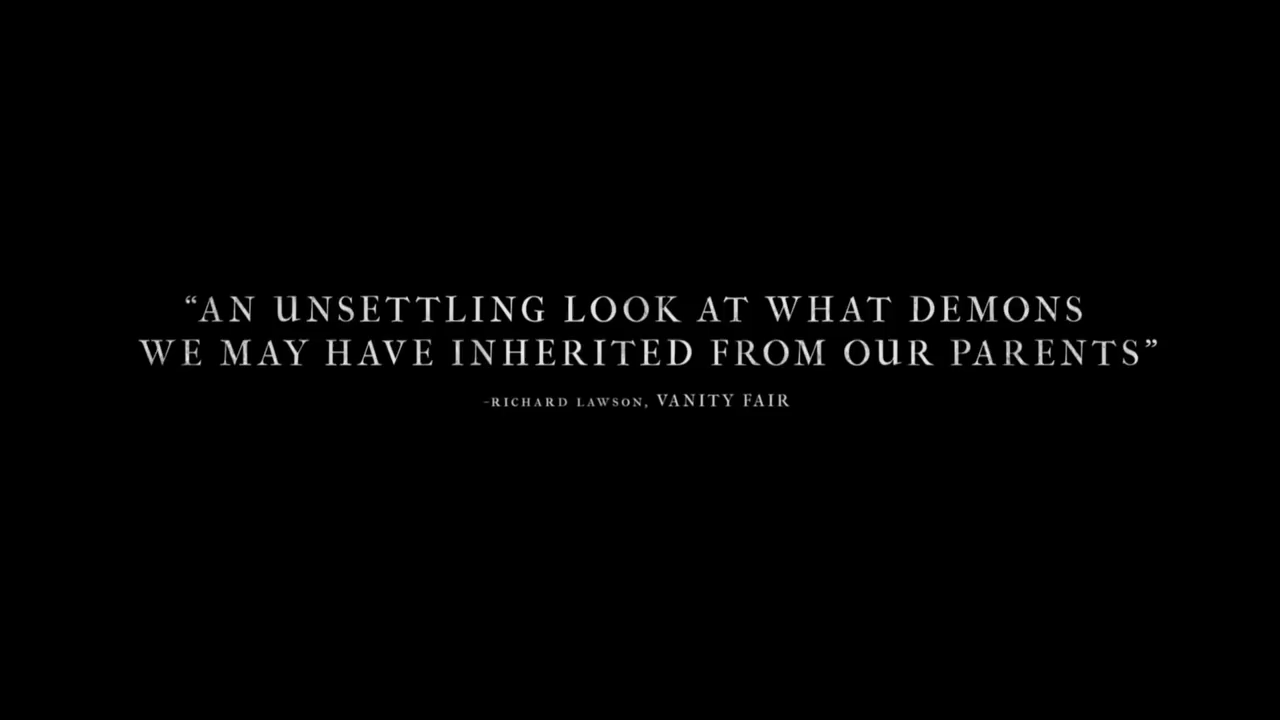 “AN UNSETTLING LOOK AT WHAT DEMONS
WE MAY HAVE INHERITED FROM OUR PARENTS”
-RICHARD LAWSON, VANITY FAIR